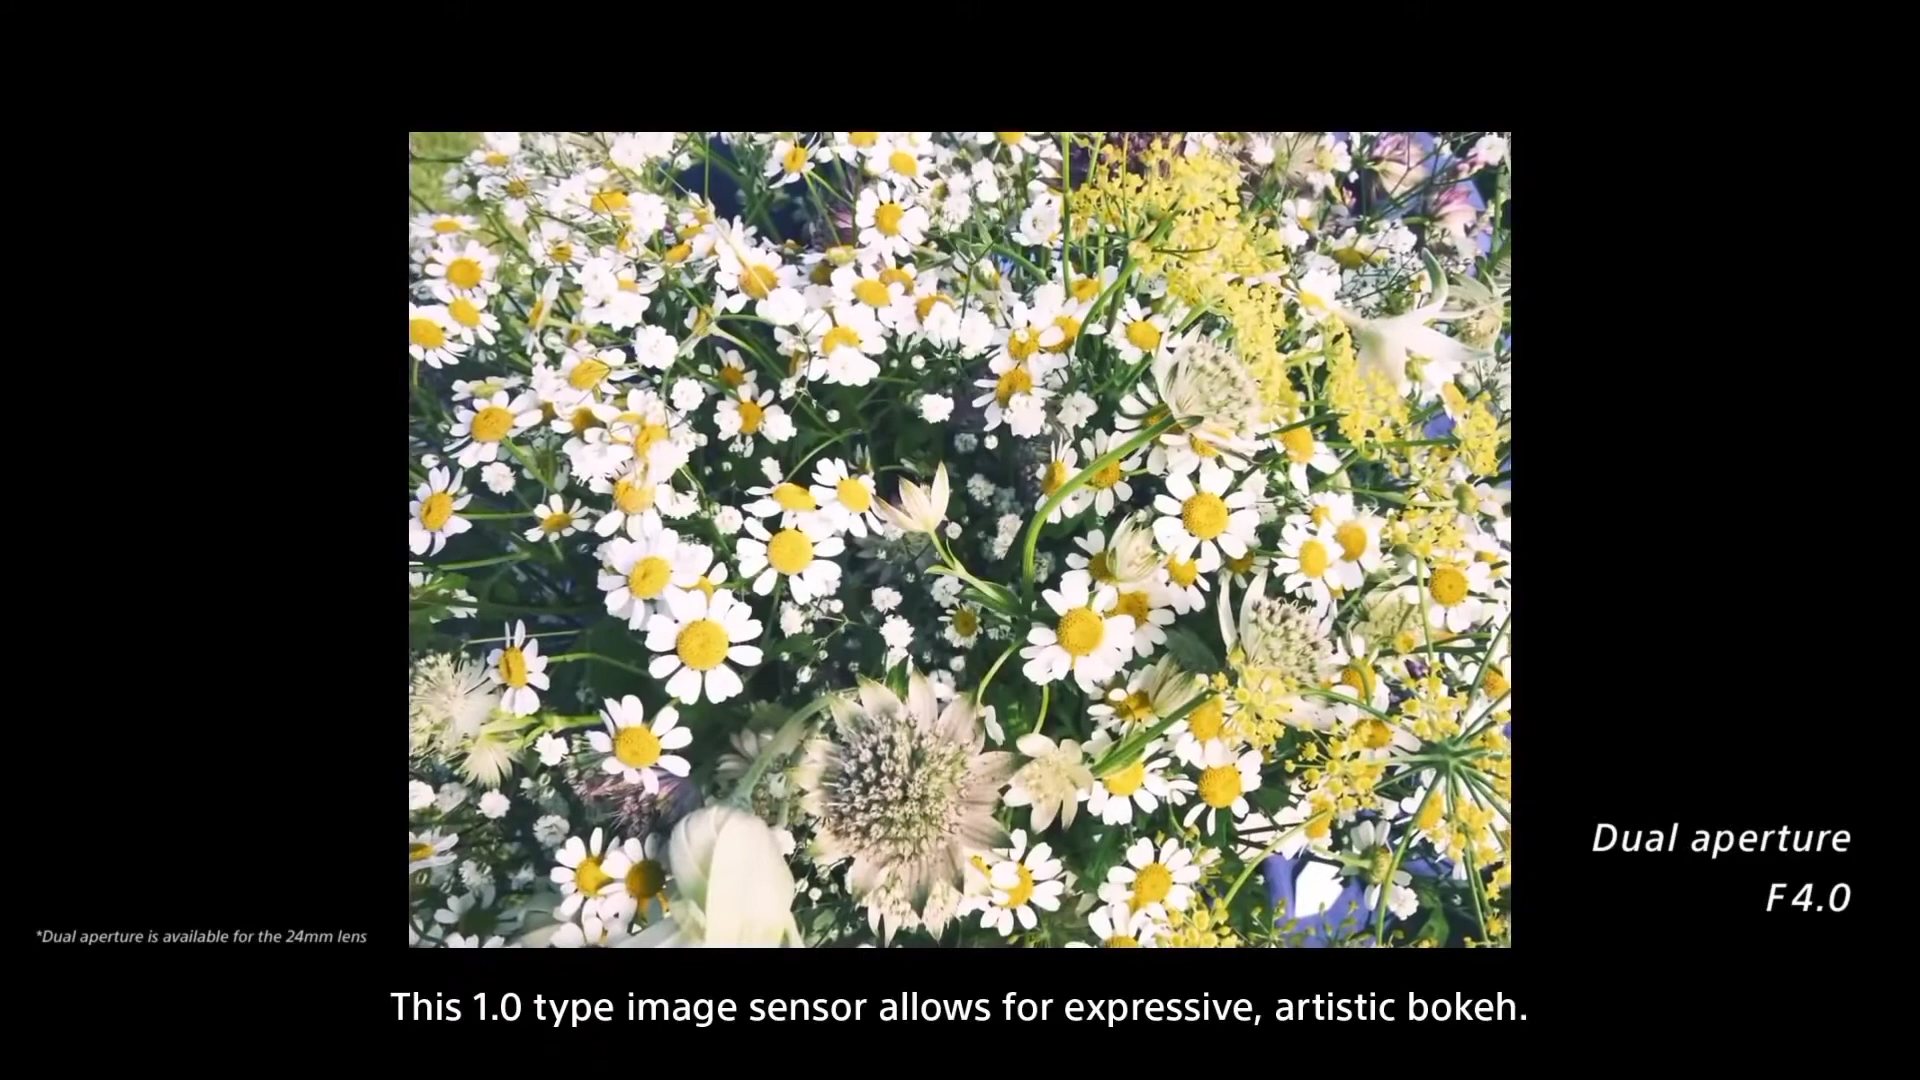 Dual aperture
F4.0
*Dual aperture is available for the 24mm lens
This 1.0 type image sensor allows for expressive, artistic bokeh.